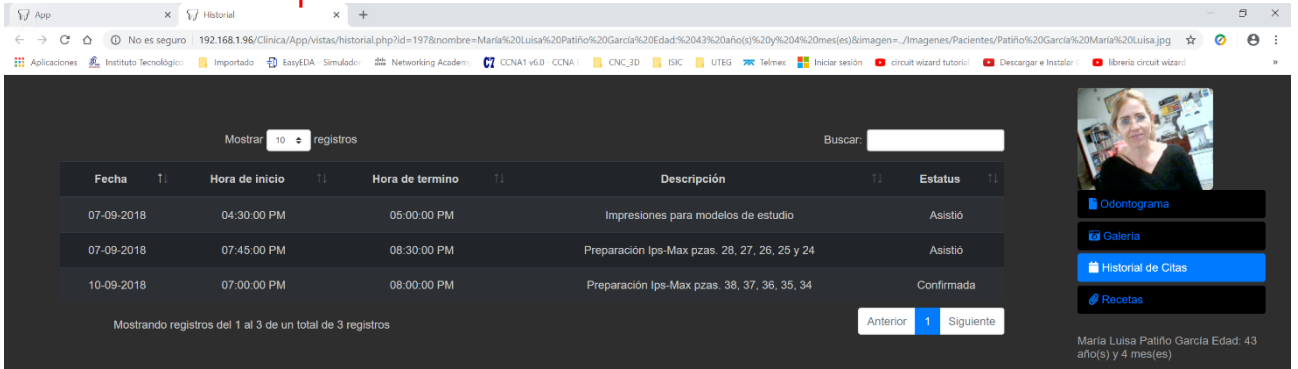 App
Historial
No es seguro 192.168.1.96/Clinica/App/vistas/historial.php?id=197&nombre=María%20Luisa%20Patiño%20García%20Edad:%2043%20año(s)%20y%204%20mes(es)&imagen=../Imagenes/Pacientes/Patiño%20García%20María%20Luisa.jpg
Aplicaciones Instituto Tecnológico Importado EasyEDA - Simulador Networking Academy CCNA1 v6.0 - CCNA CNC_3D ISIC UTEG Telmex Iniciar sesión circuit wizard tutorial Descargar e Instalar libreria circuit wizard
Mostrar 10 registros Buscar:
Fecha Hora de inicio Hora de termino Descripción Estatus
07-09-2018 04:30:00 PM 05:00:00 PM Impresiones para modelos de estudio Asistió
07-09-2018 07:45:00 PM 08:30:00 PM Preparación Ips-Max pzas. 28, 27, 26, 25 y 24 Asistió
10-09-2018 07:00:00 PM 08:00:00 PM Preparación Ips-Max pzas. 38, 37, 36, 35, 34 Confirmada
Mostrando registros del 1 al 3 de un total de 3 registros
Anterior 1 Siguiente
Odontograma
Galería
Historial de Citas
Recetas
María Luisa Patiño García Edad: 43
año(s) y 4 mes(es)